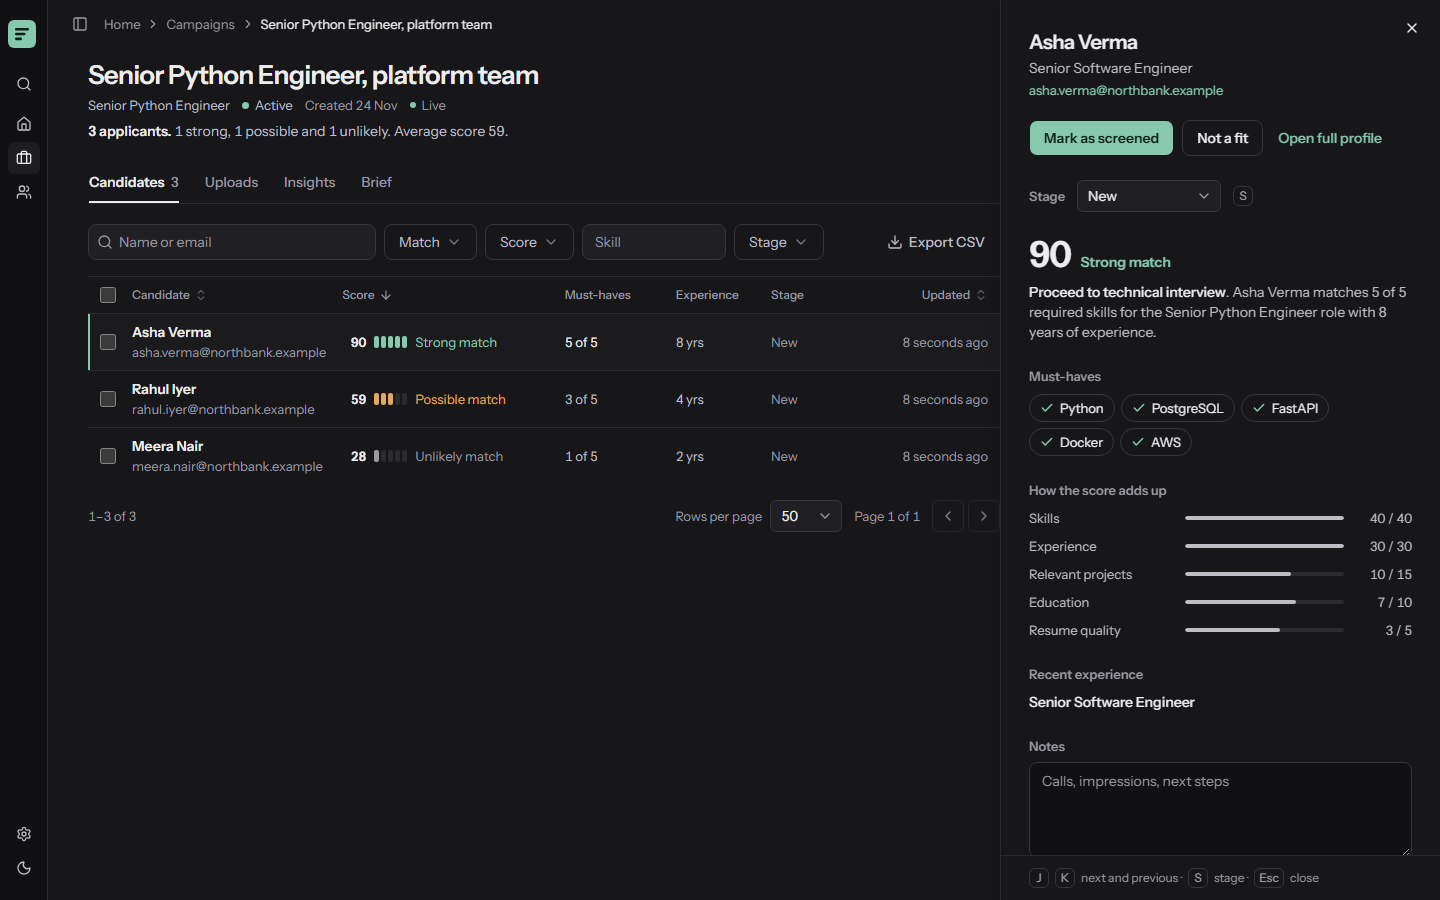 Home > Campaigns > Senior Python Engineer, platform team
Senior Python Engineer, platform team
Senior Python Engineer Active Created 24 Nov Live
3 applicants. 1 strong, 1 possible and 1 unlikely. Average score 59.
Candidates 3 Uploads Insights Brief
Name or email Match Score Skill Stage Export CSV
Candidate Score Must-haves Experience Stage Updated
Asha Verma
asha.verma@northbank.example 90 Strong match 5 of 5 8 yrs New 8 seconds ago
Rahul Iyer
rahul.iyer@northbank.example 59 Possible match 3 of 5 4 yrs New 8 seconds ago
Meera Nair
meera.nair@northbank.example 28 Unlikely match 1 of 5 2 yrs New 8 seconds ago
1–3 of 3 Rows per page 50 Page 1 of 1
Asha Verma
Senior Software Engineer
asha.verma@northbank.example
Mark as screened Not a fit Open full profile
Stage New S
90 Strong match
Proceed to technical interview. Asha Verma matches 5 of 5
required skills for the Senior Python Engineer role with 8
years of experience.
Must-haves
Python PostgreSQL FastAPI
Docker AWS
How the score adds up
Skills 40 / 40
Experience 30 / 30
Relevant projects 10 / 15
Education 7 / 10
Resume quality 3 / 5
Recent experience
Senior Software Engineer
Notes
Calls, impressions, next steps
J K next and previous · S stage · Esc close